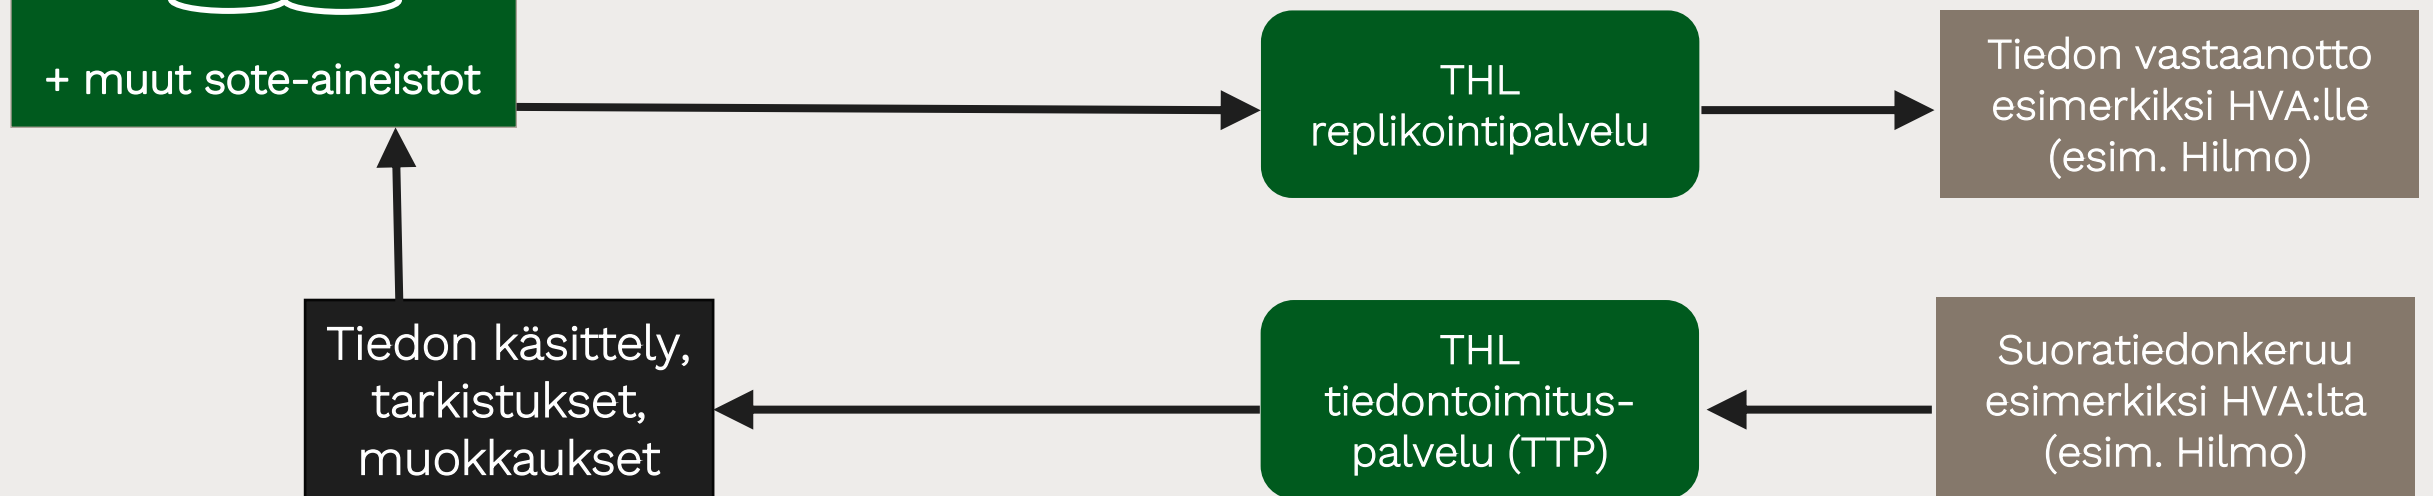 + muut sote-aineistot
THL
replikointipalvelu
Tiedon vastaanotto
esimerkiksi HVA:lle
(esim. Hilmo)
Tiedon käsittely,
tarkistukset,
muokkaukset
THL
tiedontoimitus-
palvelu (TTP)
Suoratiedonkeruu
esimerkiksi HVA:lta
(esim. Hilmo)